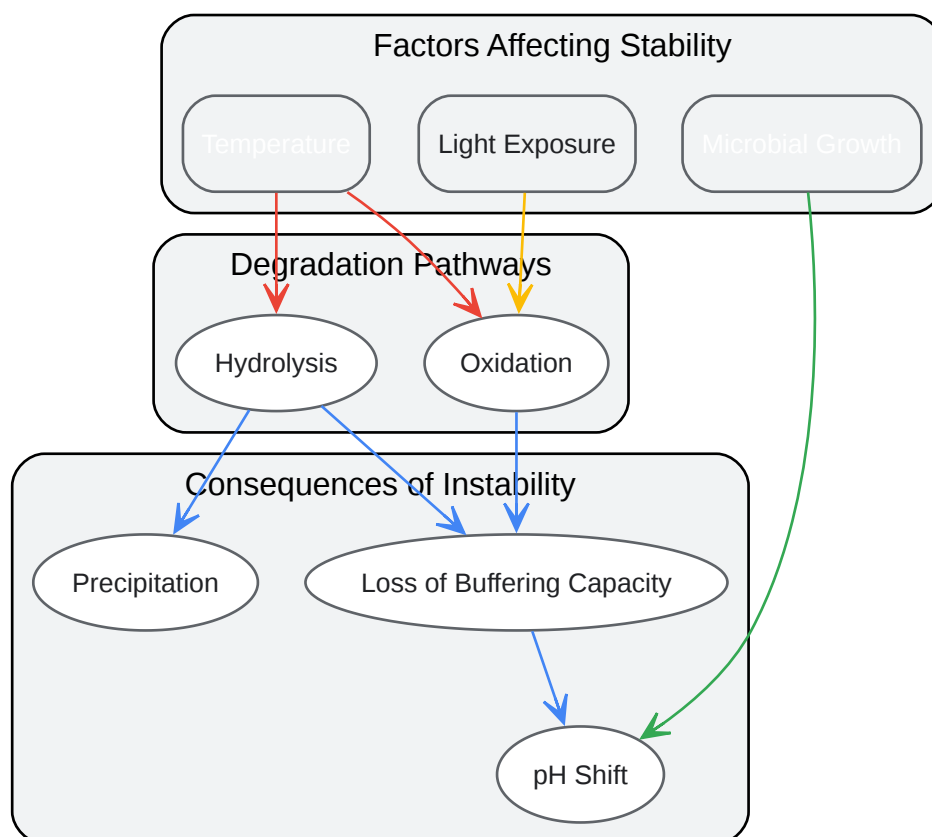 Factors Affecting Stability
Temperature
Light Exposure
Microbial Growth
Degradation Pathways
Hydrolysis
Oxidation
Consequences of Instability
Precipitation
Loss of Buffering Capacity
pH Shift